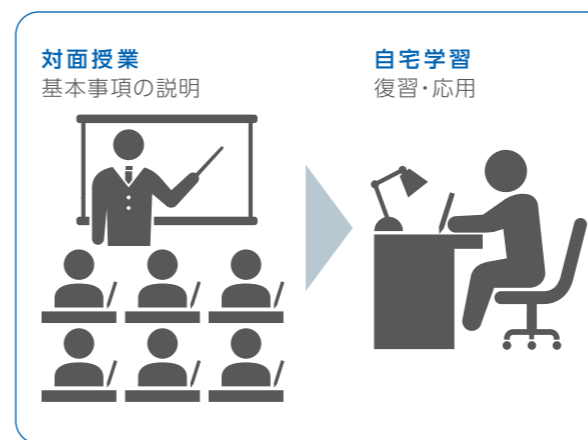 対面授業
基本事項の説明
自宅学習
復習・応用